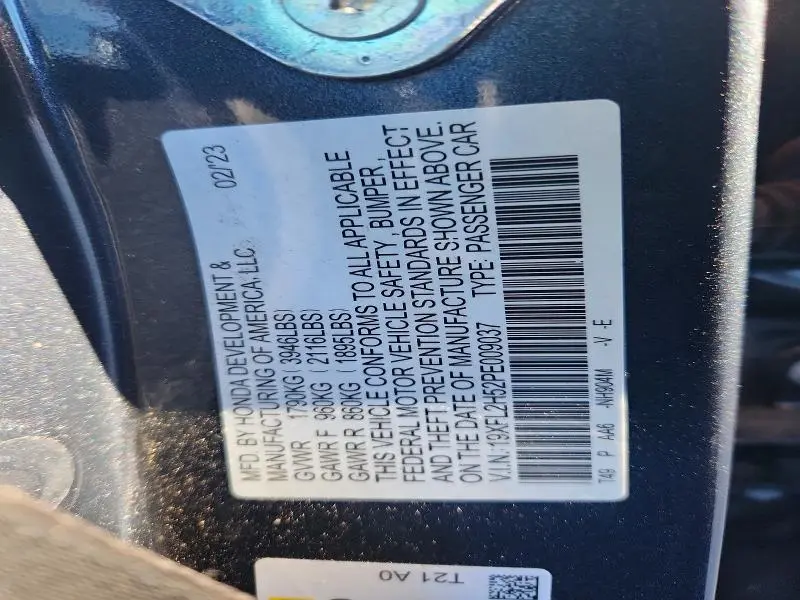 MFD. BY HONDA DEVELOPMENT &
MANUFACTURING OF AMERICA, LLC. 02/'23
GVWR 1790KG ( 3946LBS)
GAWR F 960KG ( 2116LBS)
GAWR R 860KG ( 1895LBS)
THIS VEHICLE CONFORMS TO ALL APPLICABLE
FEDERAL MOTOR VEHICLE SAFETY, BUMPER,
AND THEFT PREVENTION STANDARDS IN EFFECT
ON THE DATE OF MANUFACTURE SHOWN ABOVE.
V.I.N.: 19XFL2H52PE009037 TYPE: PASSENGER CAR
T49 P AA6 -NH904M -V -E
T21 A0